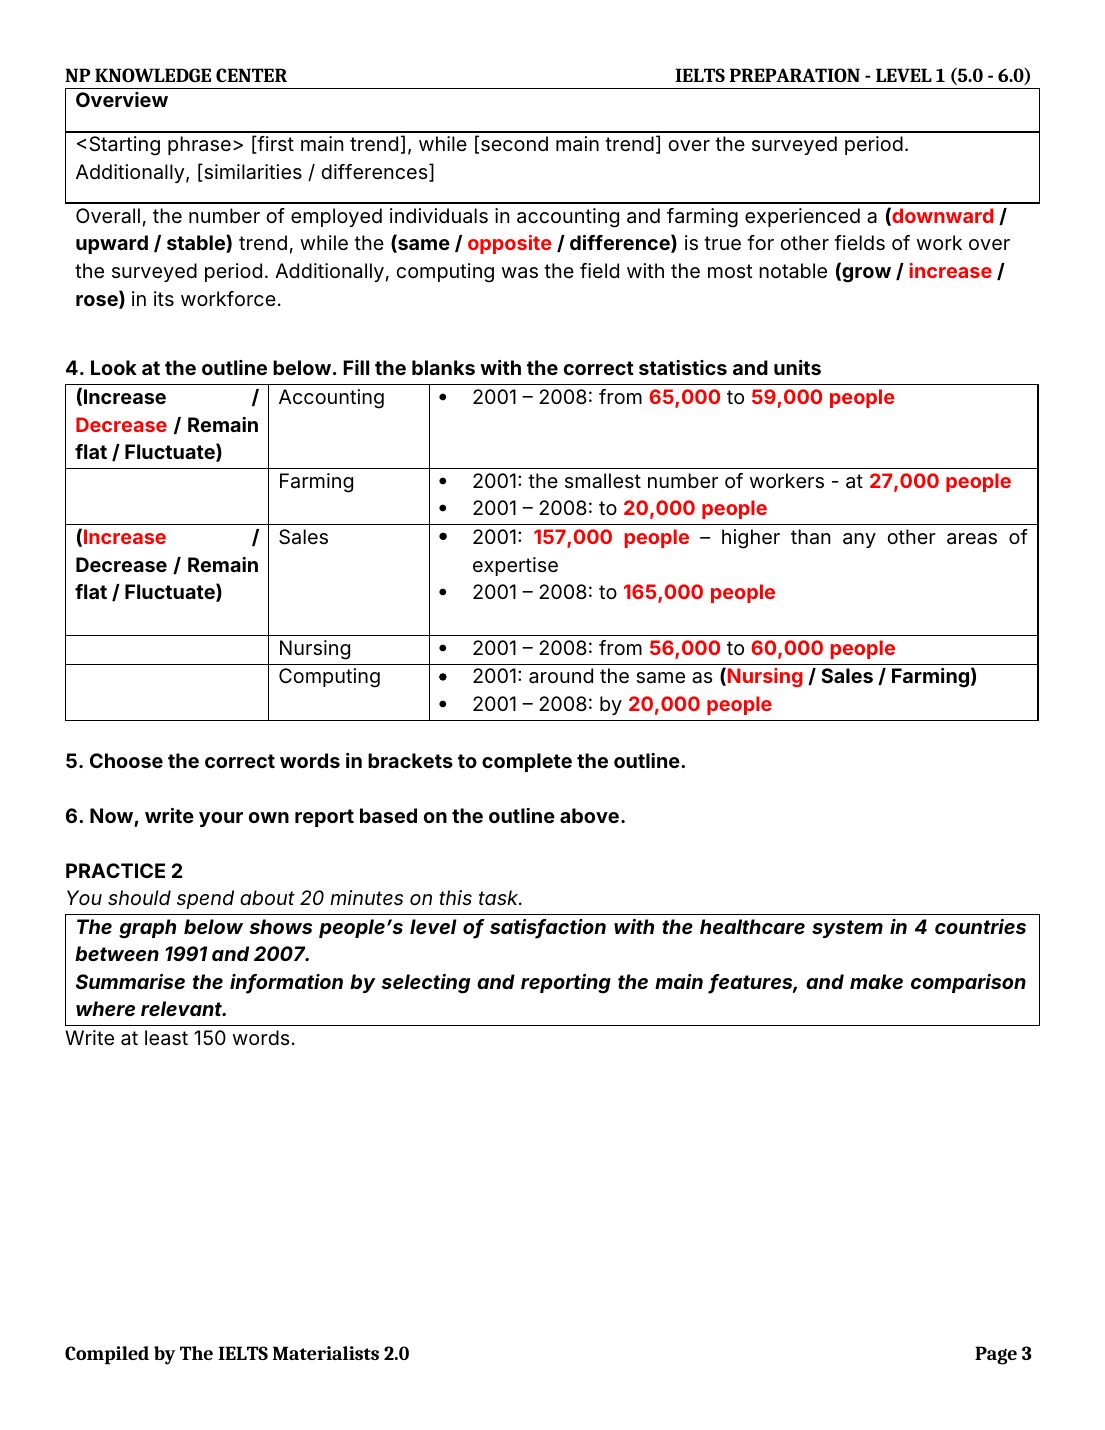 NP KNOWLEDGE CENTER IELTS PREPARATION - LEVEL 1 (5.0 - 6.0)
Overview
<Starting phrase> [first main trend], while [second main trend] over the surveyed period.
Additionally, [similarities / differences]
Overall, the number of employed individuals in accounting and farming experienced a (downward /
upward / stable) trend, while the (same / opposite / difference) is true for other fields of work over
the surveyed period. Additionally, computing was the field with the most notable (grow / increase /
rose) in its workforce.
4. Look at the outline below. Fill the blanks with the correct statistics and units
(Increase /
Decrease / Remain
flat / Fluctuate)
Accounting
• 2001 – 2008: from 65,000 to 59,000 people
Farming
• 2001: the smallest number of workers - at 27,000 people
• 2001 – 2008: to 20,000 people
(Increase /
Decrease / Remain
flat / Fluctuate)
Sales
• 2001: 157,000 people – higher than any other areas of
expertise
• 2001 – 2008: to 165,000 people
Nursing
• 2001 – 2008: from 56,000 to 60,000 people
Computing
• 2001: around the same as (Nursing / Sales / Farming)
• 2001 – 2008: by 20,000 people
5. Choose the correct words in brackets to complete the outline.
6. Now, write your own report based on the outline above.
PRACTICE 2
You should spend about 20 minutes on this task.
The graph below shows people's level of satisfaction with the healthcare system in 4 countries
between 1991 and 2007.
Summarise the information by selecting and reporting the main features, and make comparison
where relevant.
Write at least 150 words.
Compiled by The IELTS Materialists 2.0 Page 3